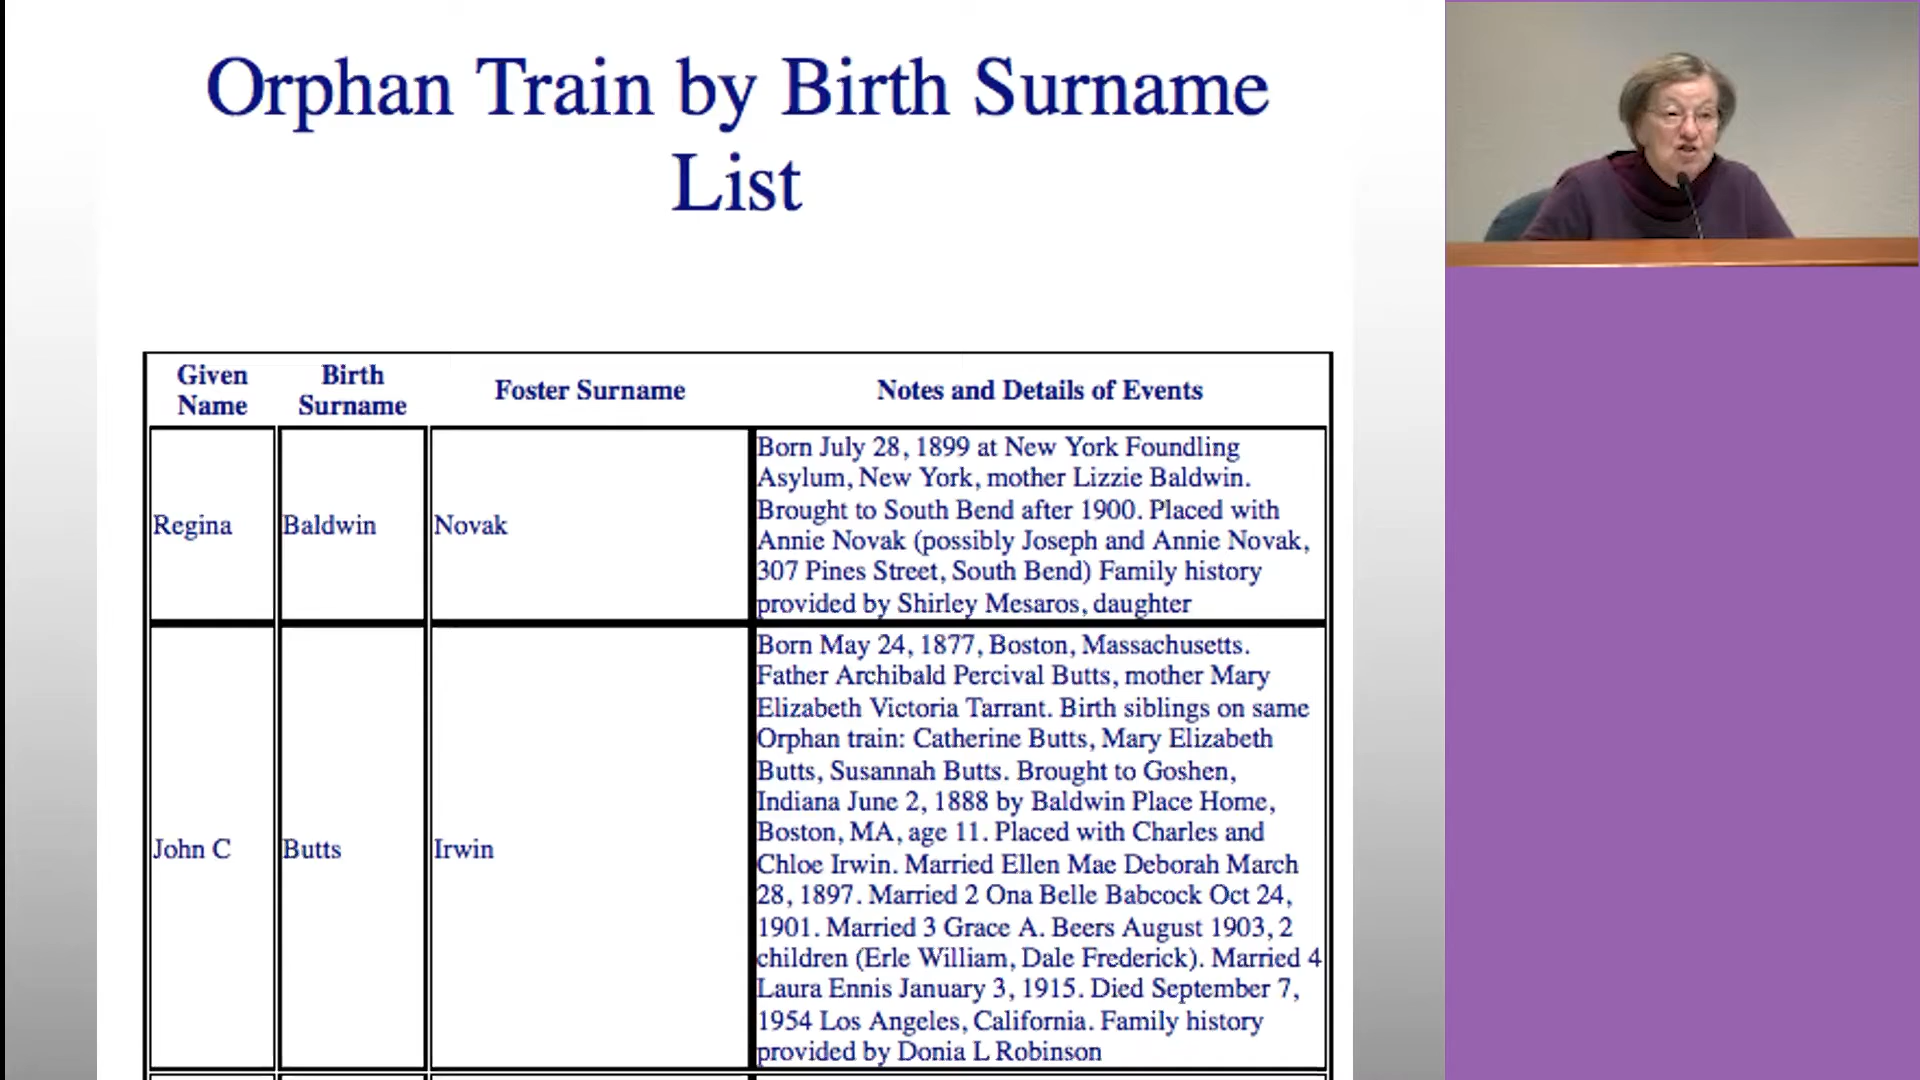 Orphan Train by Birth Surname
List
Given
Name
Birth
Surname
Foster Surname
Notes and Details of Events
Regina
Baldwin
Novak
Born July 28, 1899 at New York Foundling
Asylum, New York, mother Lizzie Baldwin.
Brought to South Bend after 1900. Placed with
Annie Novak (possibly Joseph and Annie Novak,
307 Pines Street, South Bend) Family history
provided by Shirley Mesaros, daughter
John C
Butts
Irwin
Born May 24, 1877, Boston, Massachusetts.
Father Archibald Percival Butts, mother Mary
Elizabeth Victoria Tarrant. Birth siblings on same
Orphan train: Catherine Butts, Mary Elizabeth
Butts, Susannah Butts. Brought to Goshen,
Indiana June 2, 1888 by Baldwin Place Home,
Boston, MA, age 11. Placed with Charles and
Chloe Irwin. Married Ellen Mae Deborah March
28, 1897. Married 2 Ona Belle Babcock Oct 24,
1901. Married 3 Grace A. Beers August 1903, 2
children (Erle William, Dale Frederick). Married 4
Laura Ennis January 3, 1915. Died September 7,
1954 Los Angeles, California. Family history
provided by Donia L Robinson